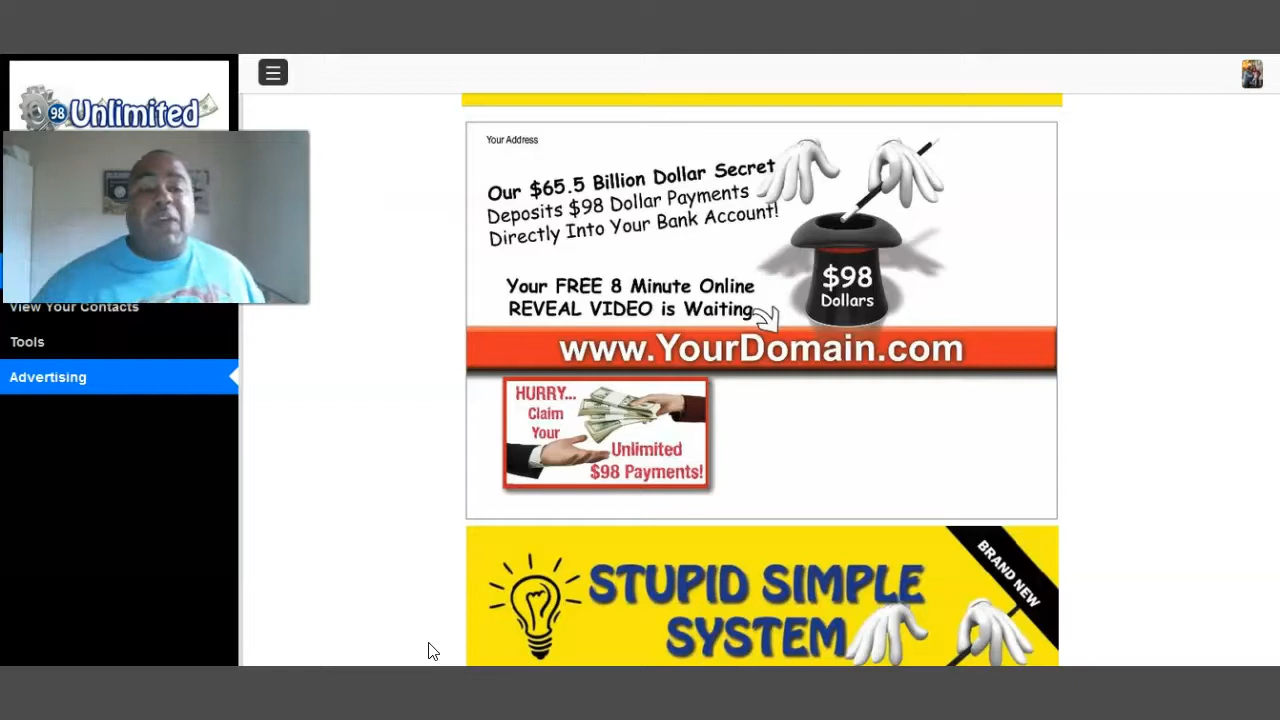 98 Unlimited
View Your Contacts
Tools
Advertising
Your Address
Our $65.5 Billion Dollar Secret
Deposits $98 Dollar Payments
Directly Into Your Bank Account!
$98
Dollars
Your FREE 8 Minute Online
REVEAL VIDEO is Waiting
www.YourDomain.com
HURRY...
Claim
Your
Unlimited
$98 Payments!
BRAND NEW
STUPID SIMPLE
SYSTEM